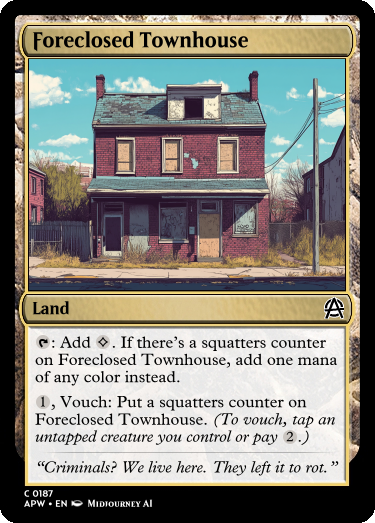 Foreclosed Townhouse
Land
: Add . If there's a squatters counter
on Foreclosed Townhouse, add one mana
of any color instead.
1, Vouch: Put a squatters counter on
Foreclosed Townhouse. (To vouch, tap an
untapped creature you control or pay 2.)
“Criminals? We live here. They left it to rot.”
C 0187
APW • EN Midjourney AI